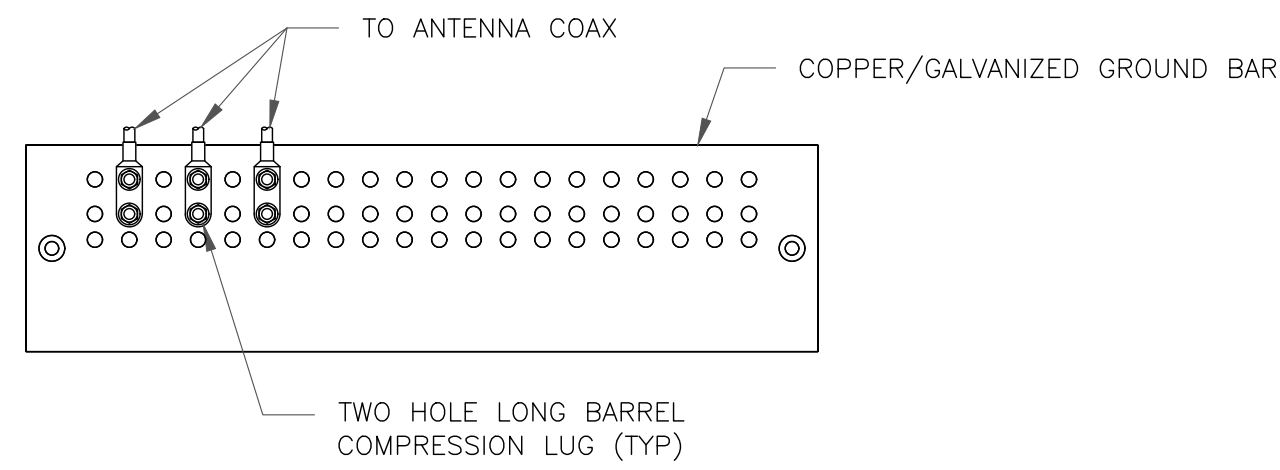 TO ANTENNA COAX
COPPER/GALVANIZED GROUND BAR
TWO HOLE LONG BARREL
COMPRESSION LUG (TYP)